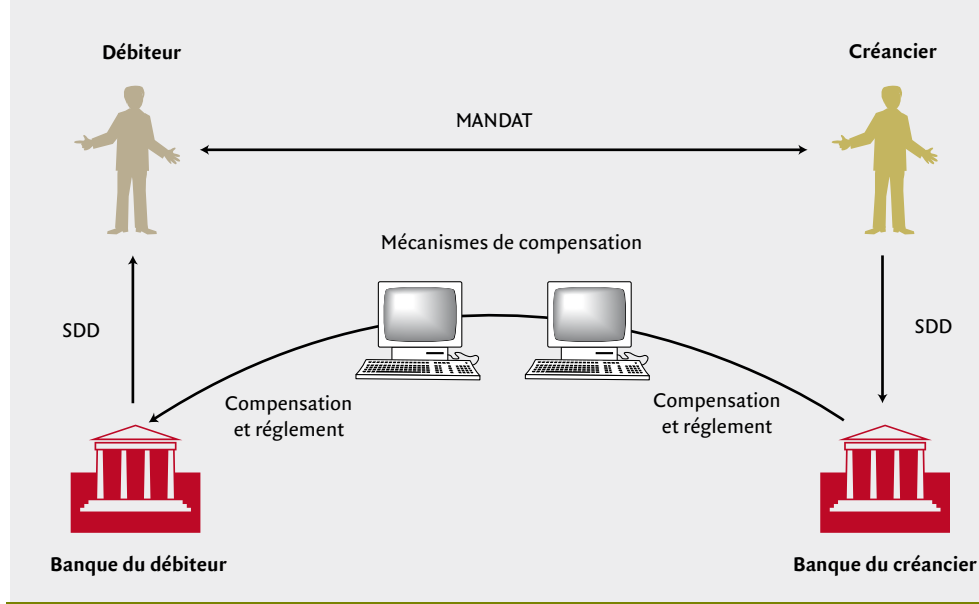 Débiteur
Créancier
MANDAT
Mécanismes de compensation
SDD
SDD
Compensation
et réglement
Compensation
et réglement
Banque du débiteur
Banque du créancier